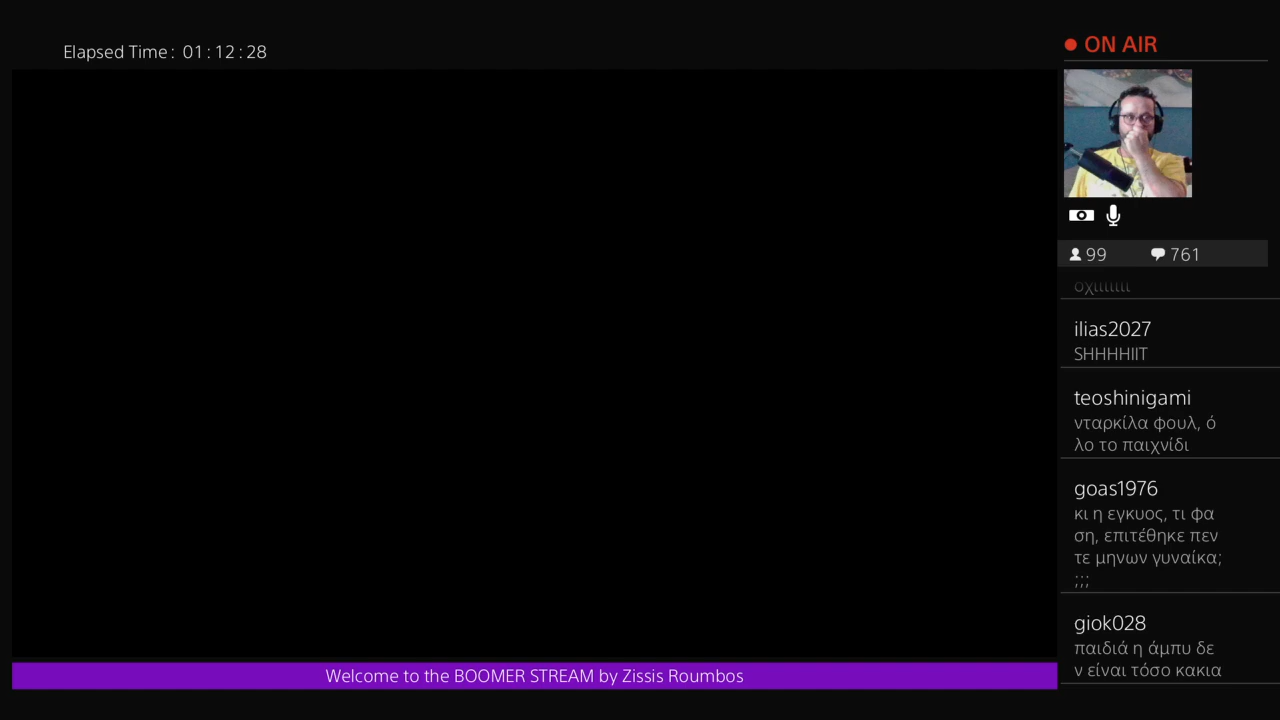 Elapsed Time: 01:12:28
ON AIR
99
761
όχιιιιιιι
ilias2027
SHHHHIIT
teoshinigami
νταρκίλα φουλ, ό
λο το παιχνίδι
goas1976
κι η εγκυος, τι φα
ση, επιτέθηκε πεν
τε μηνων γυναίκα;
;;;
giok028
παιδιά η άμπυ δε
ν είναι τόσο κακια
Welcome to the BOOMER STREAM by Zissis Roumbos